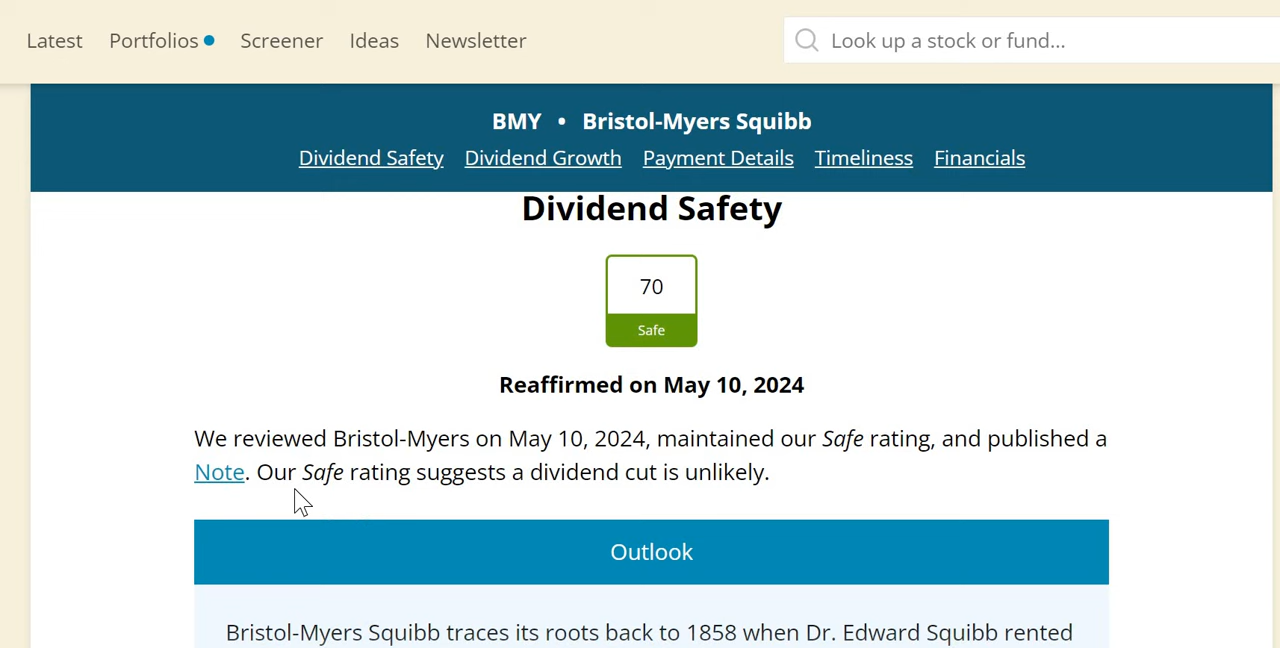 Latest Portfolios Screener Ideas Newsletter Look up a stock or fund...
BMY • Bristol-Myers Squibb
Dividend Safety Dividend Growth Payment Details Timeliness Financials
Dividend Safety
70
Safe
Reaffirmed on May 10, 2024
We reviewed Bristol-Myers on May 10, 2024, maintained our Safe rating, and published a
Note. Our Safe rating suggests a dividend cut is unlikely.
Outlook
Bristol-Myers Squibb traces its roots back to 1858 when Dr. Edward Squibb rented